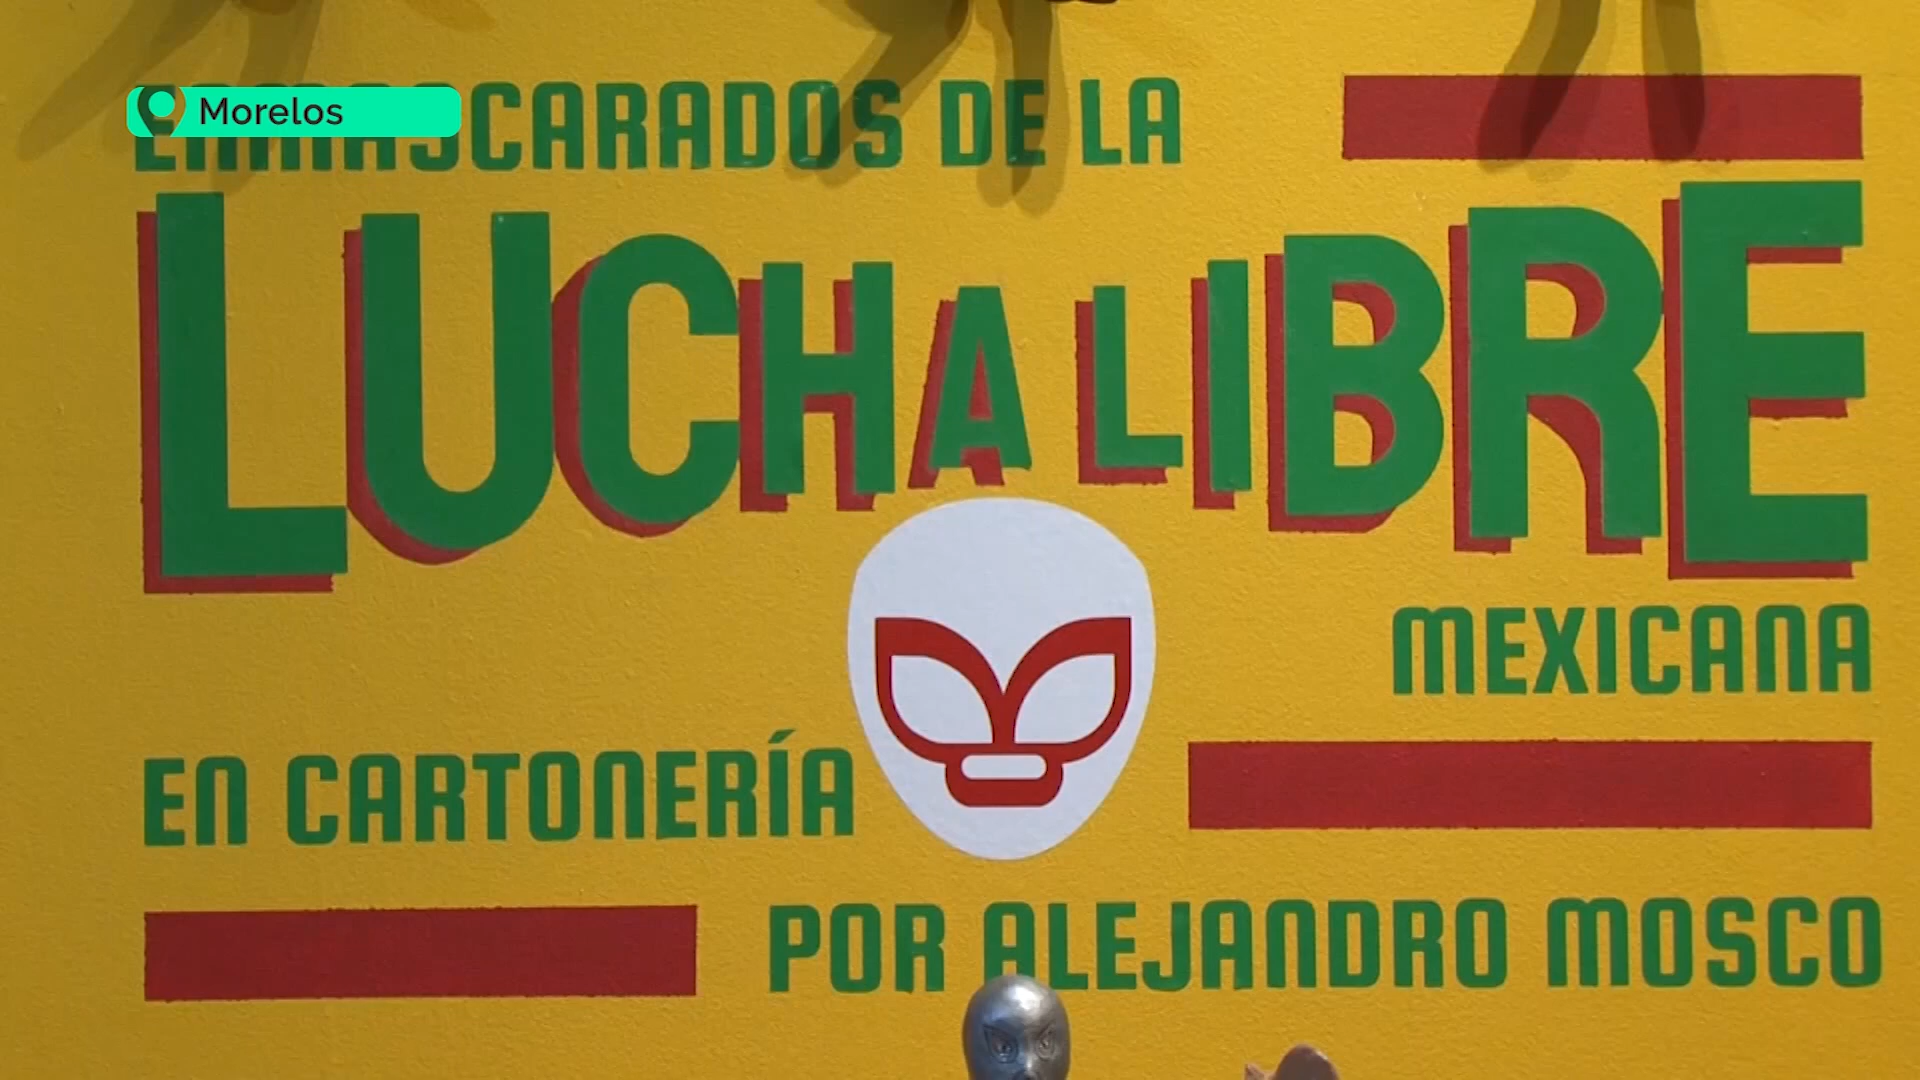 Morelos
ENMASCARADOS DE LA
LUCHA LIBRE
MEXICANA
EN CARTONERÍA
POR ALEJANDRO MOSCO